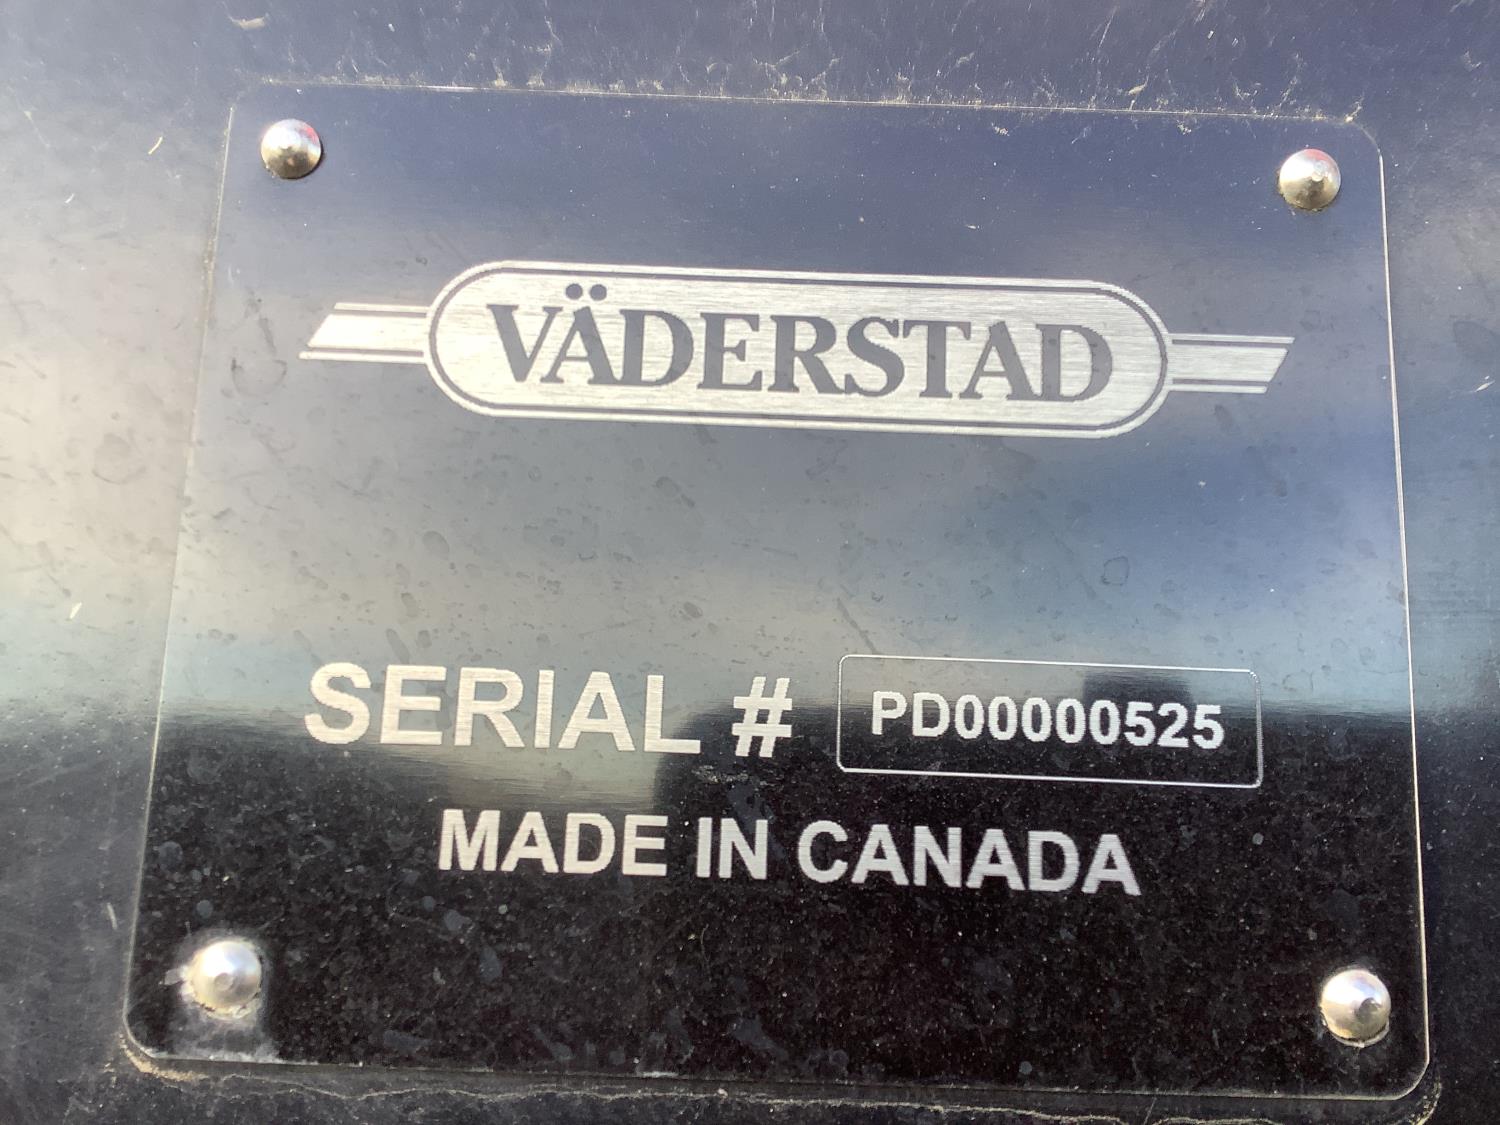 VÄDERSTAD
SERIAL # PD00000525
MADE IN CANADA